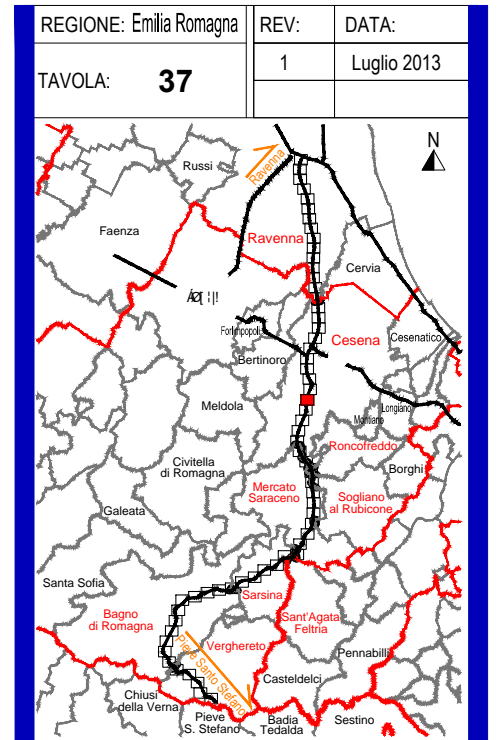 REGIONE: Emilia Romagna
REV:
DATA:
TAVOLA: 37
1
Luglio 2013
N
Russi
Ravenna
Faenza
Ravenna
Cervia
Forlimpopoli
Cesena
Cesenatico
Bertinoro
Meldola
Longiano
Montiano
Roncofreddo
Civitella
di Romagna
Borghi
Mercato
Saraceno
Sogliano
al Rubicone
Galeata
Santa Sofia
Sarsina
Bagno
di Romagna
Sant'Agata
Feltria
Verghereto
Pieve Santo Stefano
Pennabilli
Casteldelci
Chiusi
della Verna
Pieve
S. Stefano
Badia
Tedalda
Sestino